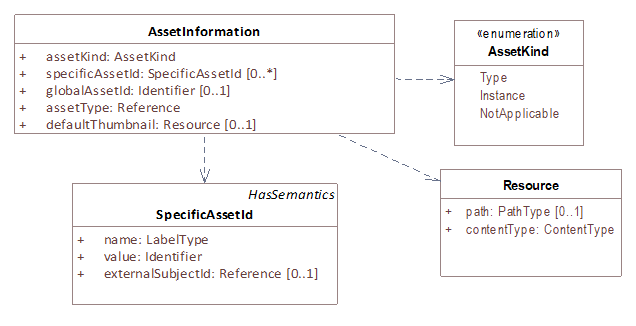 AssetInformation
+ assetKind: AssetKind
+ specificAssetId: SpecificAssetId [0..*]
+ globalAssetId: Identifier [0..1]
+ assetType: Reference
+ defaultThumbnail: Resource [0..1]
«enumeration»
AssetKind
Type
Instance
NotApplicable
HasSemantics
SpecificAssetId
+ name: LabelType
+ value: Identifier
+ externalSubjectId: Reference [0..1]
Resource
+ path: PathType [0..1]
+ contentType: ContentType